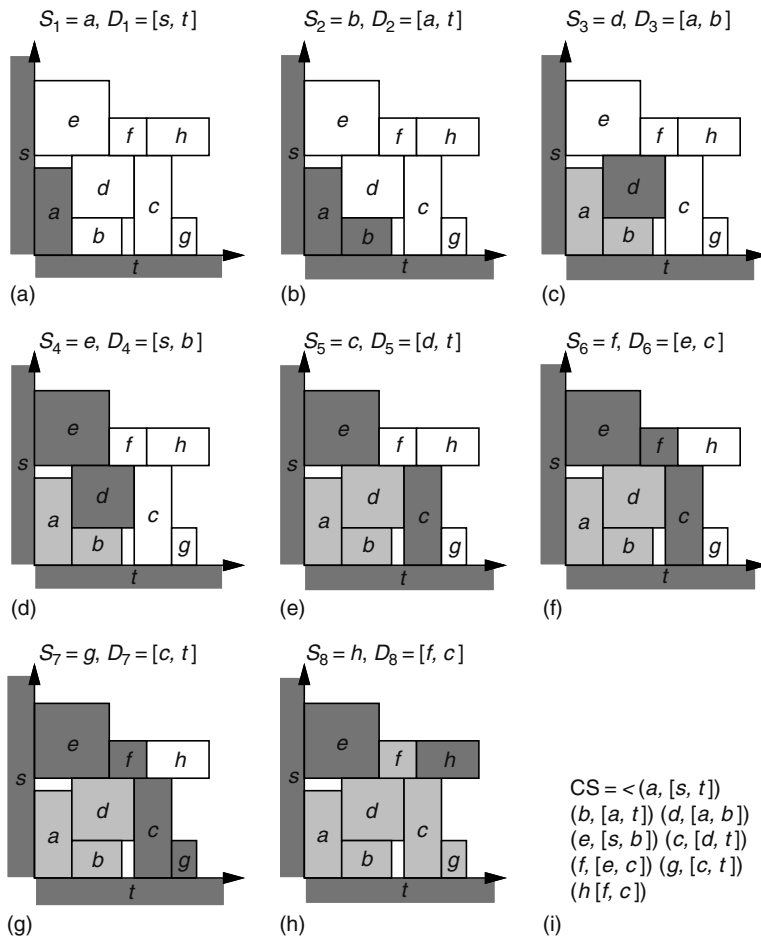 S₁ = a, D₁ = [s, t]
e
f h
s
d
a c
b g
t
(a)
S₂ = b, D₂ = [a, t]
e
f h
d
a c
b g
t
(b)
S₃ = d, D₃ = [a, b]
e
f h
s
d
a c
b g
t
(c)
S₄ = e, D₄ = [s, b]
e
f h
s
d
a c
b g
t
(d)
S₅ = c, D₅ = [d, t]
e
f h
s
d
a c
b g
t
(e)
S₆ = f, D₆ = [e, c]
e
f h
s
d
a c
b g
t
(f)
S₇ = g, D₇ = [c, t]
e
f h
s
d
a c
b g
t
(g)
S₈ = h, D₈ = [f, c]
e
f h
s
d
a c
b g
t
(h)
CS = < (a, [s, t])
(b, [a, t]) (d, [a, b])
(e, [s, b]) (c, [d, t])
(f, [e, c]) (g, [c, t])
(h [f, c])
(i)